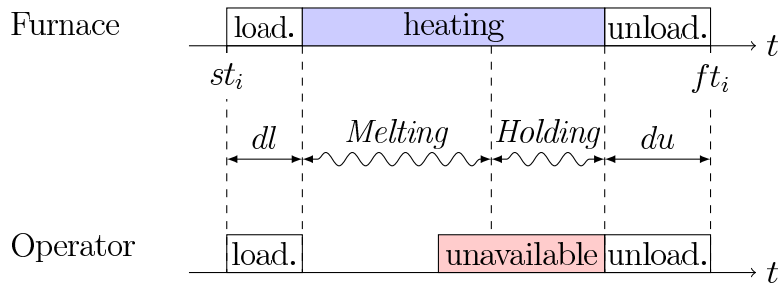 Furnace load. heating unload. t
st_i ft_i
dl Melting Holding du
Operator load. unavailable unload. t